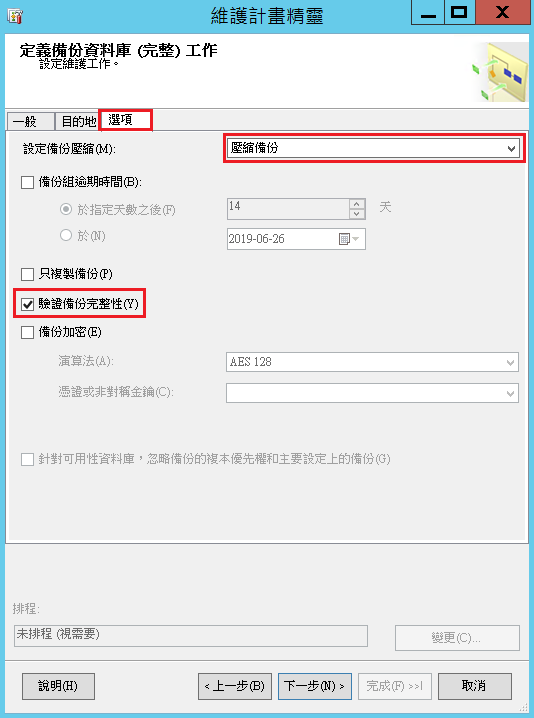 維護計畫精靈
定義備份資料庫 (完整) 工作
設定維護工作。
一般 目的地 選項
設定備份壓縮(M): 壓縮備份
備份組逾期時間(B):
於指定天數之後(F) 14 天
於(N) 2019-06-26
只複製備份(P)
驗證備份完整性(Y)
備份加密(E)
演算法(A): AES 128
憑證或非對稱金鑰(C):
針對可用性資料庫，忽略備份的複本優先權和主要設定上的備份(G)
排程:
未排程 (視需要) 變更(C)...
說明(H) < 上一步(B) 下一步(N) > 完成(F) >>| 取消